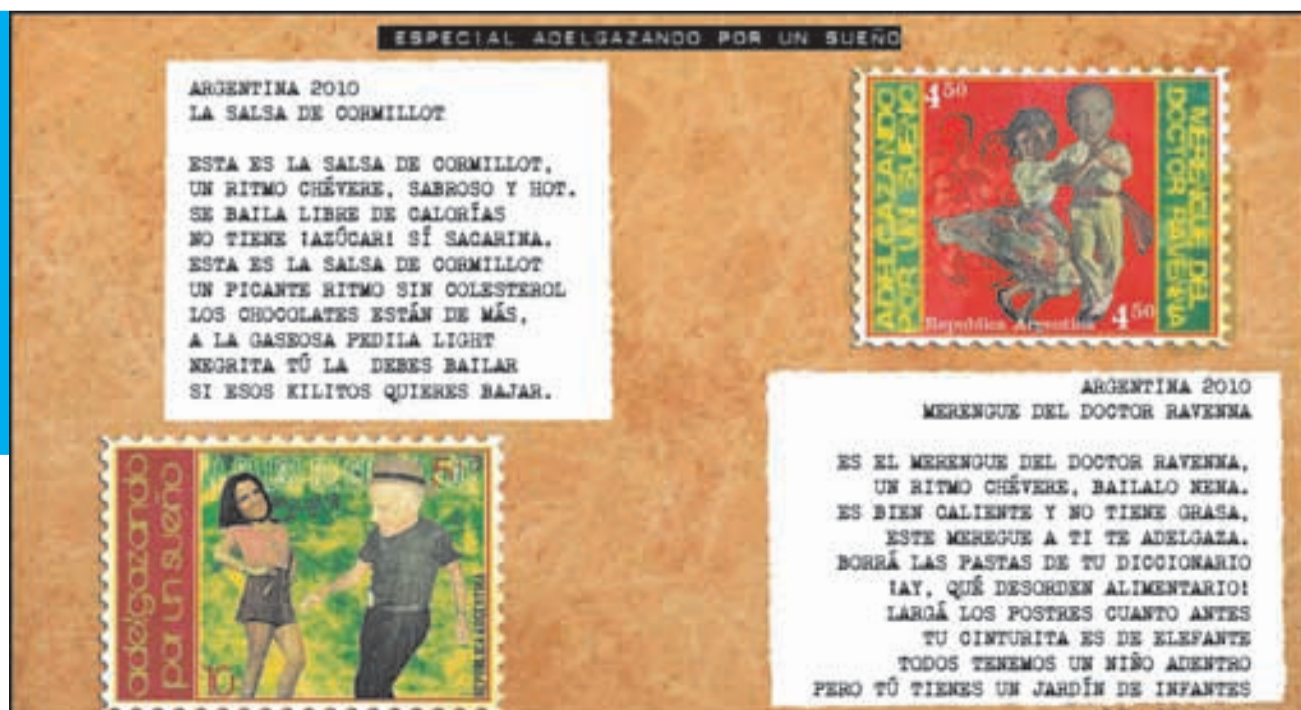 ESPECIAL ADELGAZANDO POR UN SUEÑO
ARGENTINA 2010
LA SALSA DE CORMILLOT
ESTA ES LA SALSA DE CORMILLOT,
UN RITMO CHÉVERE, SABROSO Y HOT.
SE BAILA LIBRE DE CALORÍAS
NO TIENE ¡AZÚCAR! SÍ SACARINA.
ESTA ES LA SALSA DE CORMILLOT
UN PICANTE RITMO SIN COLESTEROL
LOS CHOCOLATES ESTÁN DE MÁS,
A LA GASEOSA PEDILA LIGHT
NEGRITA TÚ LA DEBES BAILAR
SI ESOS KILITOS QUIERES BAJAR.
ADELGAZANDO
POR UN SUEÑO
4⁵⁰
MERENGUE DEL
DOCTOR RAVENNA
Republica Argentina
4⁵⁰
ARGENTINA 2010
MERENGUE DEL DOCTOR RAVENNA
ES EL MERENGUE DEL DOCTOR RAVENNA,
UN RITMO CHÉVERE, BAILALO NENA.
ES BIEN CALIENTE Y NO TIENE GRASA,
ESTE MEREGUE A TI TE ADELGAZA.
BORRÁ LAS PASTAS DE TU DICCIONARIO
¡AY, QUÉ DESORDEN ALIMENTARIO!
LARGÁ LOS POSTRES CUANTO ANTES
TU CINTURITA ES DE ELEFANTE
TODOS TENEMOS UN NIÑO ADENTRO
PERO TÚ TIENES UN JARDÍN DE INFANTES
adelgazando
por un sueño
10
REPUBLICA ARGENTINA